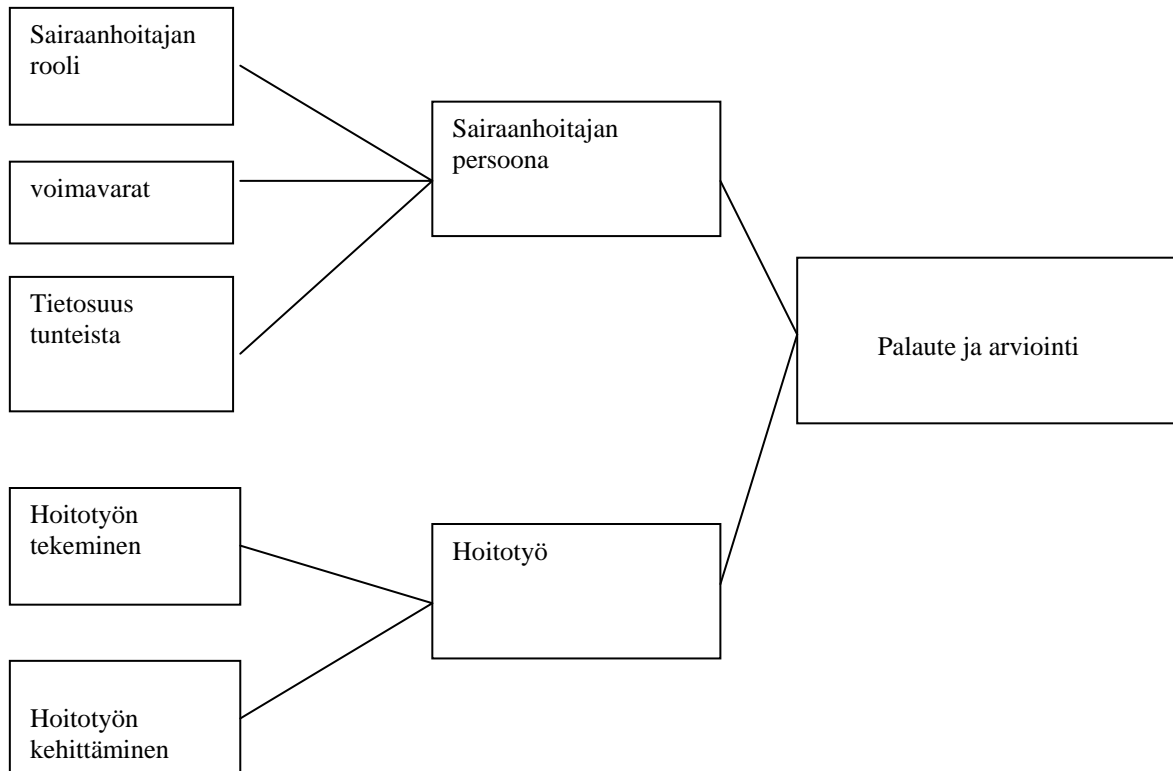 Sairaanhoitajan
rooli
voimavarat
Tietosuus
tunteista
Hoitotyön
tekeminen
Hoitotyön
kehittäminen
Sairaanhoitajan
persoona
Hoitotyö
Palaute ja arviointi